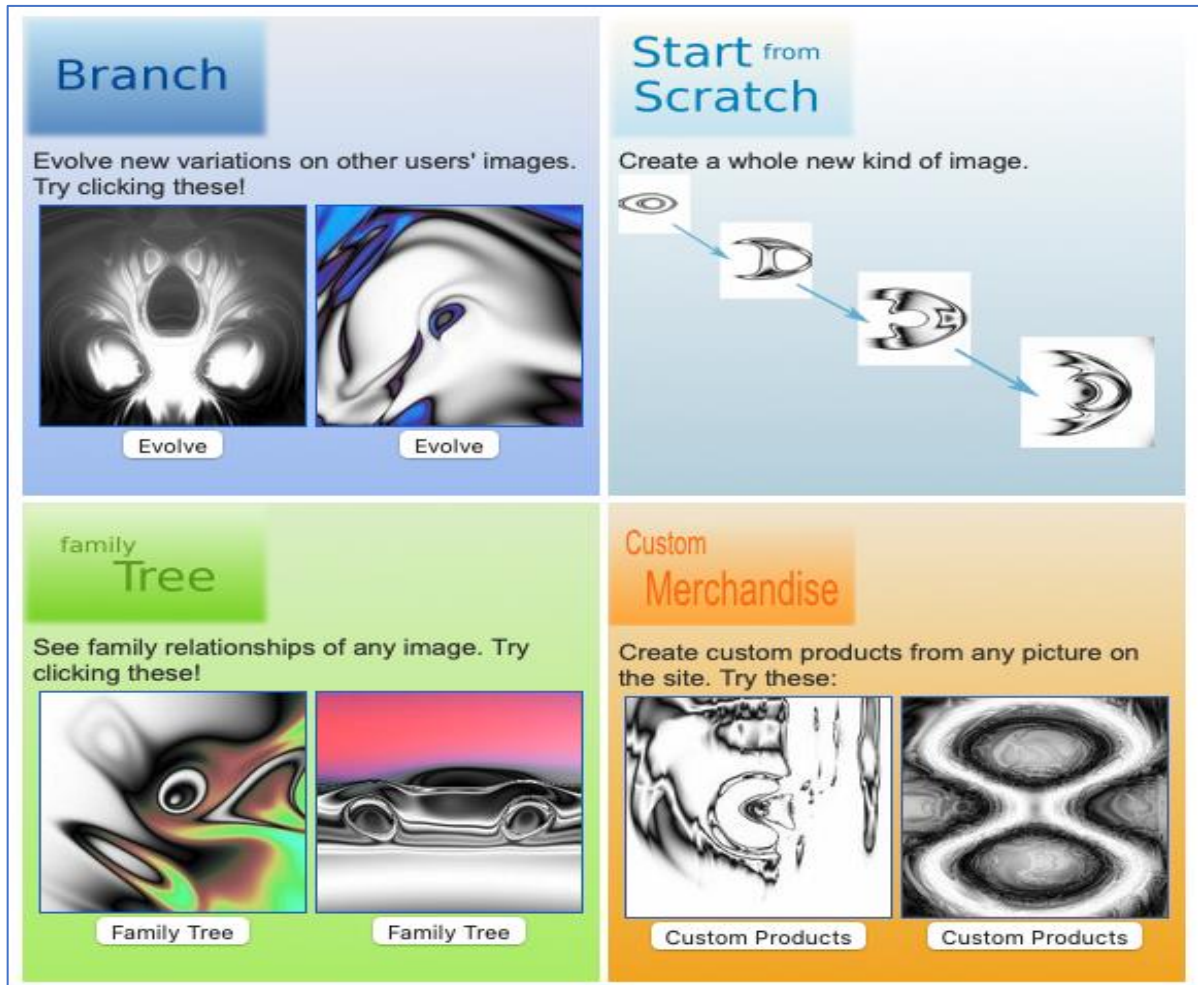 Branch
Evolve new variations on other users' images.
Try clicking these!
Evolve
Evolve
Start from
Scratch
Create a whole new kind of image.
family
Tree
See family relationships of any image. Try
clicking these!
Family Tree
Family Tree
Custom
Merchandise
Create custom products from any picture on
the site. Try these:
Custom Products
Custom Products